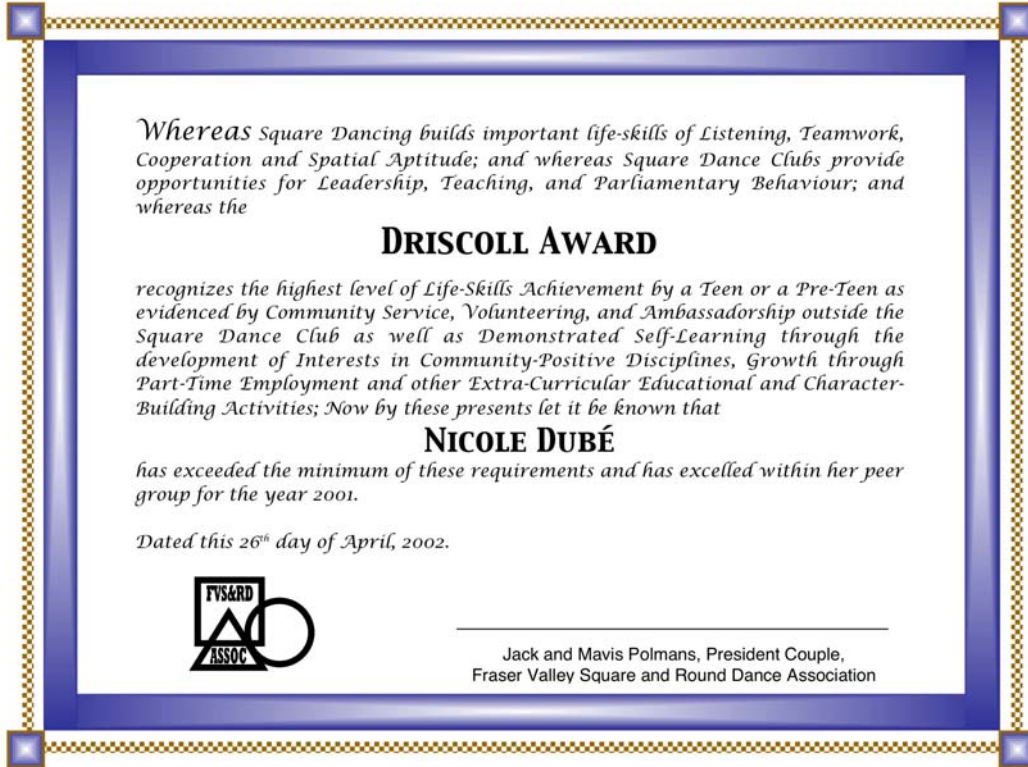 Whereas Square Dancing builds important life-skills of Listening, Teamwork,
Cooperation and Spatial Aptitude; and whereas Square Dance Clubs provide
opportunities for Leadership, Teaching, and Parliamentary Behaviour; and
whereas the
DRISCOLL AWARD
recognizes the highest level of Life-Skills Achievement by a Teen or a Pre-Teen as
evidenced by Community Service, Volunteering, and Ambassadorship outside the
Square Dance Club as well as Demonstrated Self-Learning through the
development of Interests in Community-Positive Disciplines, Growth through
Part-Time Employment and other Extra-Curricular Educational and Character-
Building Activities; Now by these presents let it be known that
NICOLE DUBÉ
has exceeded the minimum of these requirements and has excelled within her peer
group for the year 2001.
Dated this 26th day of April, 2002.
FVS&RD
ASSOC
Jack and Mavis Polmans, President Couple,
Fraser Valley Square and Round Dance Association